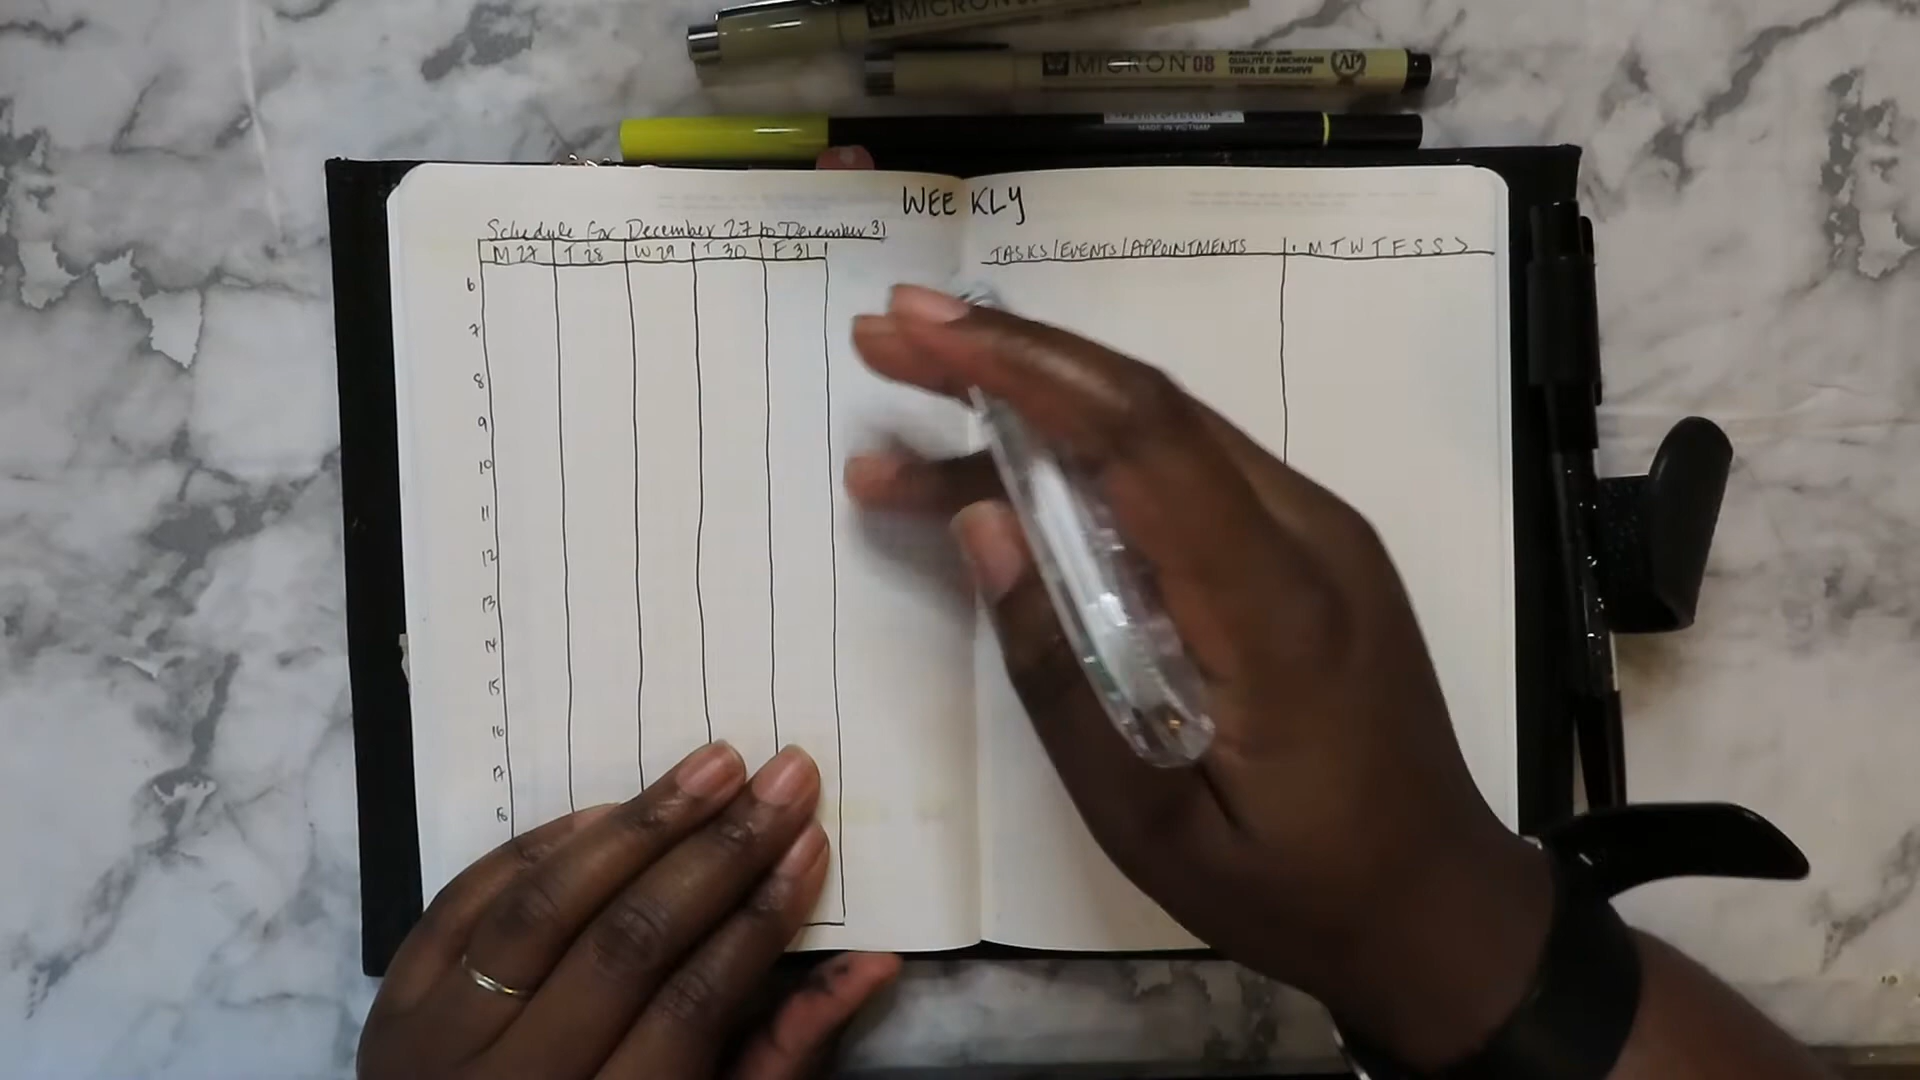 MICRON
MICRON 08
ARCHIVAL INK
QUALITÉ D'ARCHIVAGE
TINTA DE ARCHIVE
AP
MADE IN VIETNAM
WEEKLY
Schedule for December 27 to December 31
M 27 T 28 W 29 T 30 F 31
TASKS/EVENTS/APPOINTMENTS . M T W T F S S >
6
7
8
9
10
11
12
13
14
15
16
17
18